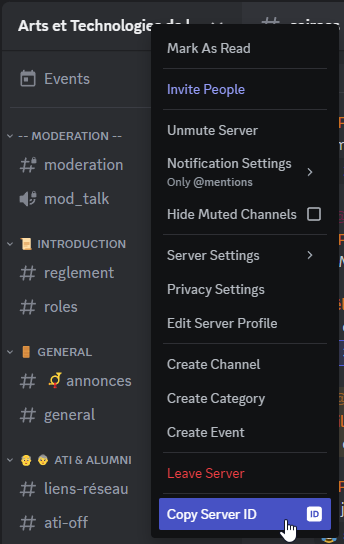 Arts et Technologies de l
Events
-- MODERATION --
moderation
mod_talk
INTRODUCTION
reglement
roles
GENERAL
annonces
general
ATI & ALUMNI
liens-réseau
ati-off
Mark As Read
Invite People
Unmute Server
Notification Settings
Only @mentions
Hide Muted Channels
Server Settings
Privacy Settings
Edit Server Profile
Create Channel
Create Category
Create Event
Leave Server
Copy Server ID
ID